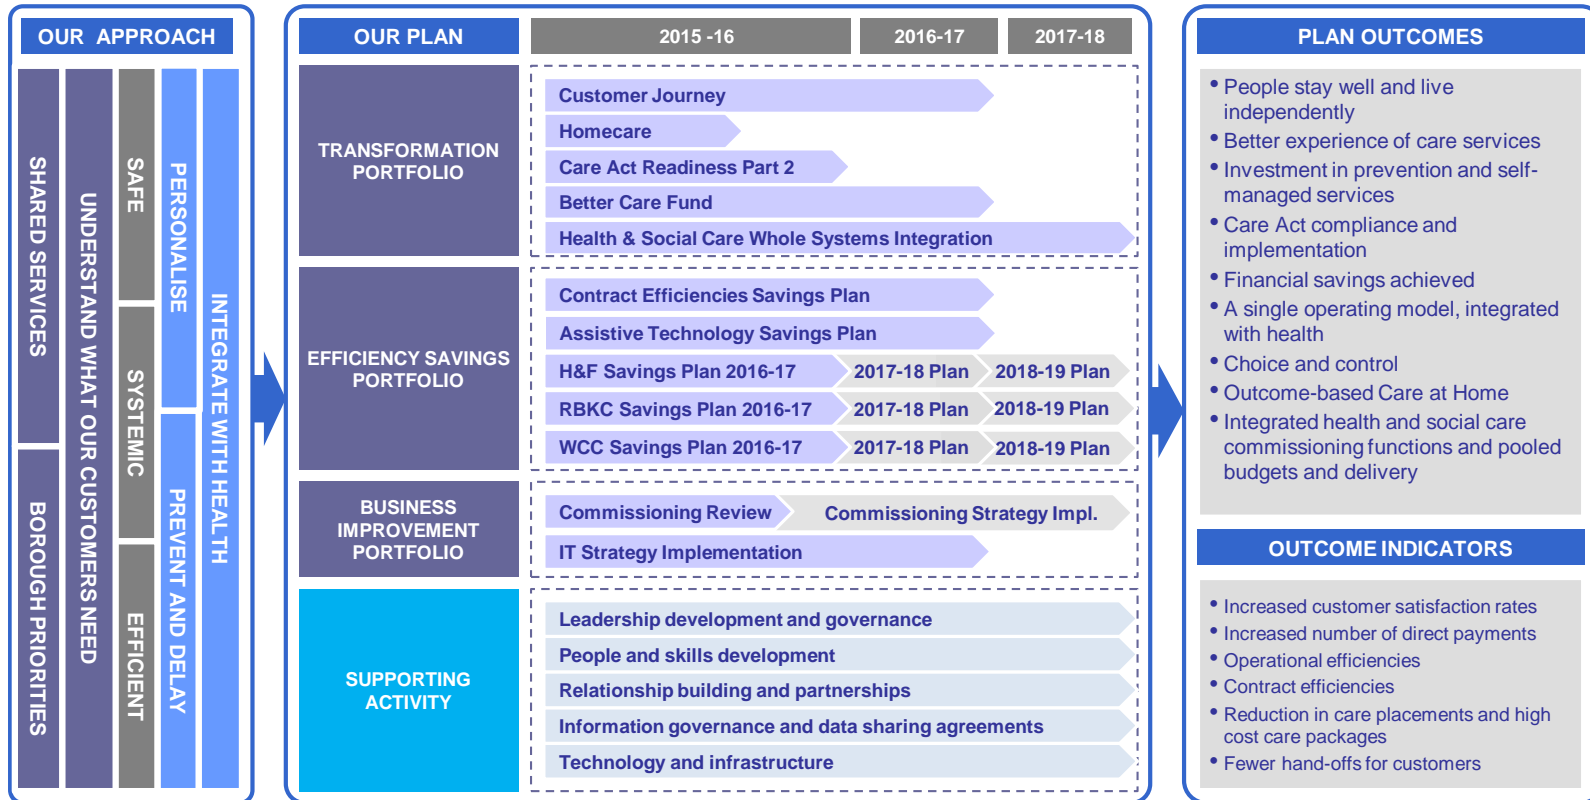 OUR APPROACH
SHARED SERVICES
BOROUGH PRIORITIES
UNDERSTAND WHAT OUR CUSTOMERS NEED
SAFE
SYSTEMIC
EFFICIENT
PERSONALISE
PREVENT AND DELAY
INTEGRATE WITH HEALTH
OUR PLAN
2015 -16
2016-17
2017-18
TRANSFORMATION
PORTFOLIO
Customer Journey
Homecare
Care Act Readiness Part 2
Better Care Fund
Health & Social Care Whole Systems Integration
EFFICIENCY SAVINGS
PORTFOLIO
Contract Efficiencies Savings Plan
Assistive Technology Savings Plan
H&F Savings Plan 2016-17
2017-18 Plan
2018-19 Plan
RBKC Savings Plan 2016-17
2017-18 Plan
2018-19 Plan
WCC Savings Plan 2016-17
2017-18 Plan
2018-19 Plan
BUSINESS
IMPROVEMENT
PORTFOLIO
Commissioning Review
Commissioning Strategy Impl.
IT Strategy Implementation
SUPPORTING
ACTIVITY
Leadership development and governance
People and skills development
Relationship building and partnerships
Information governance and data sharing agreements
Technology and infrastructure
PLAN OUTCOMES
• People stay well and live
independently
• Better experience of care services
• Investment in prevention and self-
managed services
• Care Act compliance and
implementation
• Financial savings achieved
• A single operating model, integrated
with health
• Choice and control
• Outcome-based Care at Home
• Integrated health and social care
commissioning functions and pooled
budgets and delivery
OUTCOME INDICATORS
• Increased customer satisfaction rates
• Increased number of direct payments
• Operational efficiencies
• Contract efficiencies
• Reduction in care placements and high
cost care packages
• Fewer hand-offs for customers